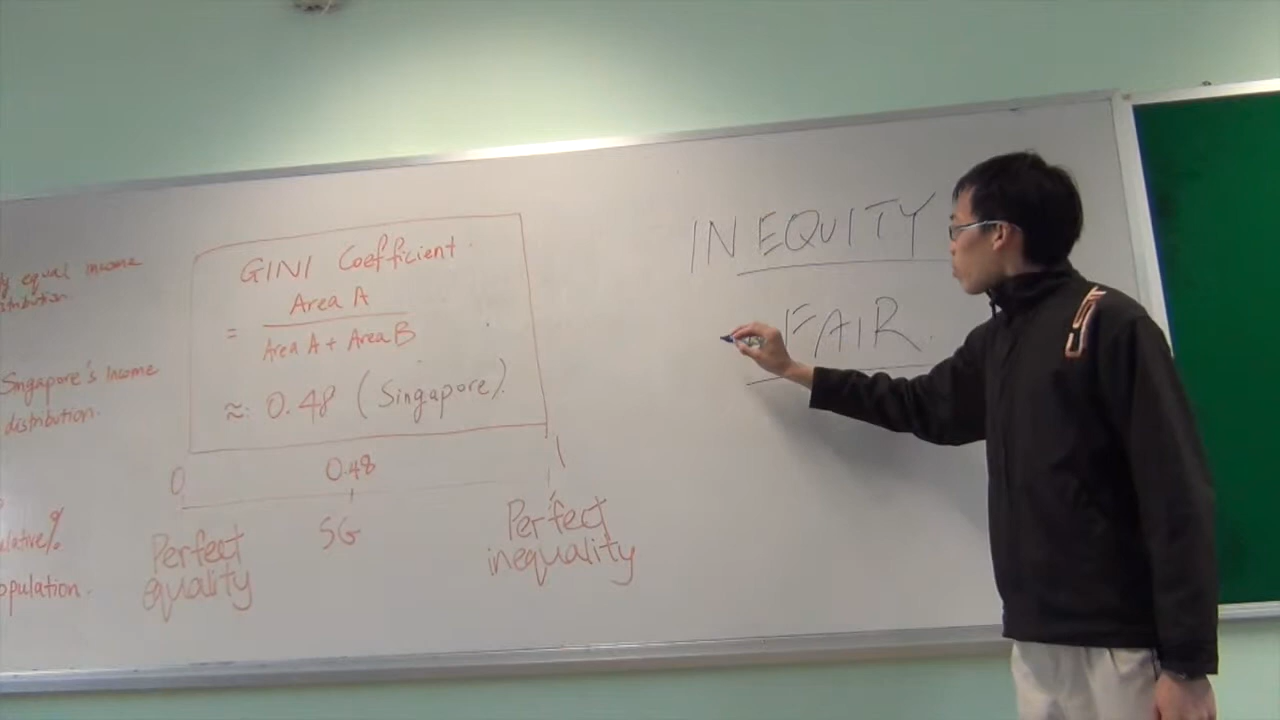 y equal income
tribution.
Singapore's income
distribution.
lative%
opulation.
GINI Coefficient
Area A
=
Area A + Area B
≈ 0.48 (Singapore).
0 0.48 1
SG
Perfect
equality
Perfect
inequality
INEQUITY
FAIR.